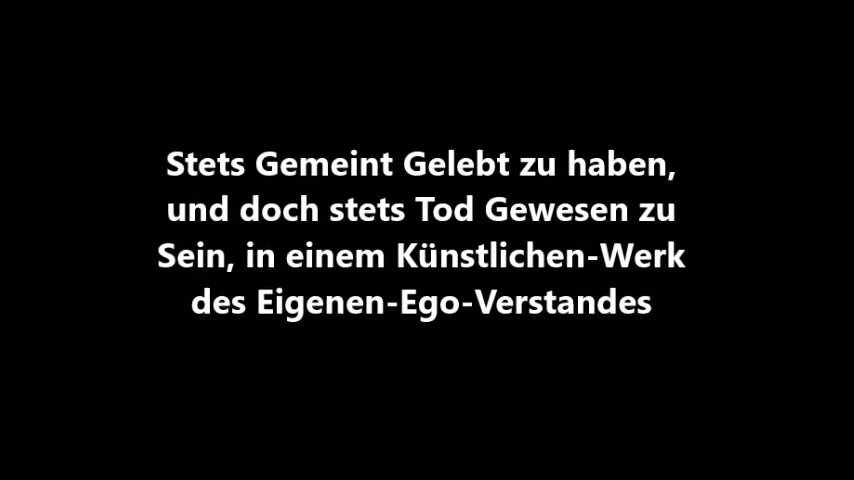 Stets Gemeint Gelebt zu haben,
und doch stets Tod Gewesen zu
Sein, in einem Künstlichen-Werk
des Eigenen-Ego-Verstandes